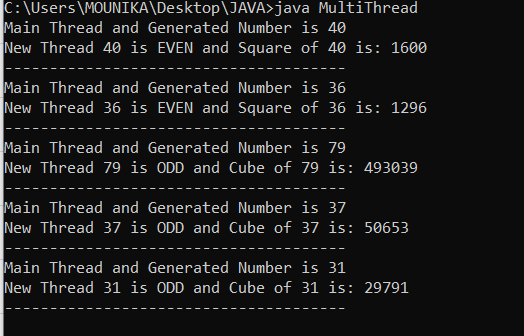 C:\Users\MOUNIKA\Desktop\JAVA>java MultiThread
Main Thread and Generated Number is 40
New Thread 40 is EVEN and Square of 40 is: 1600
--------------------------------------
Main Thread and Generated Number is 36
New Thread 36 is EVEN and Square of 36 is: 1296
--------------------------------------
Main Thread and Generated Number is 79
New Thread 79 is ODD and Cube of 79 is: 493039
--------------------------------------
Main Thread and Generated Number is 37
New Thread 37 is ODD and Cube of 37 is: 50653
--------------------------------------
Main Thread and Generated Number is 31
New Thread 31 is ODD and Cube of 31 is: 29791
--------------------------------------